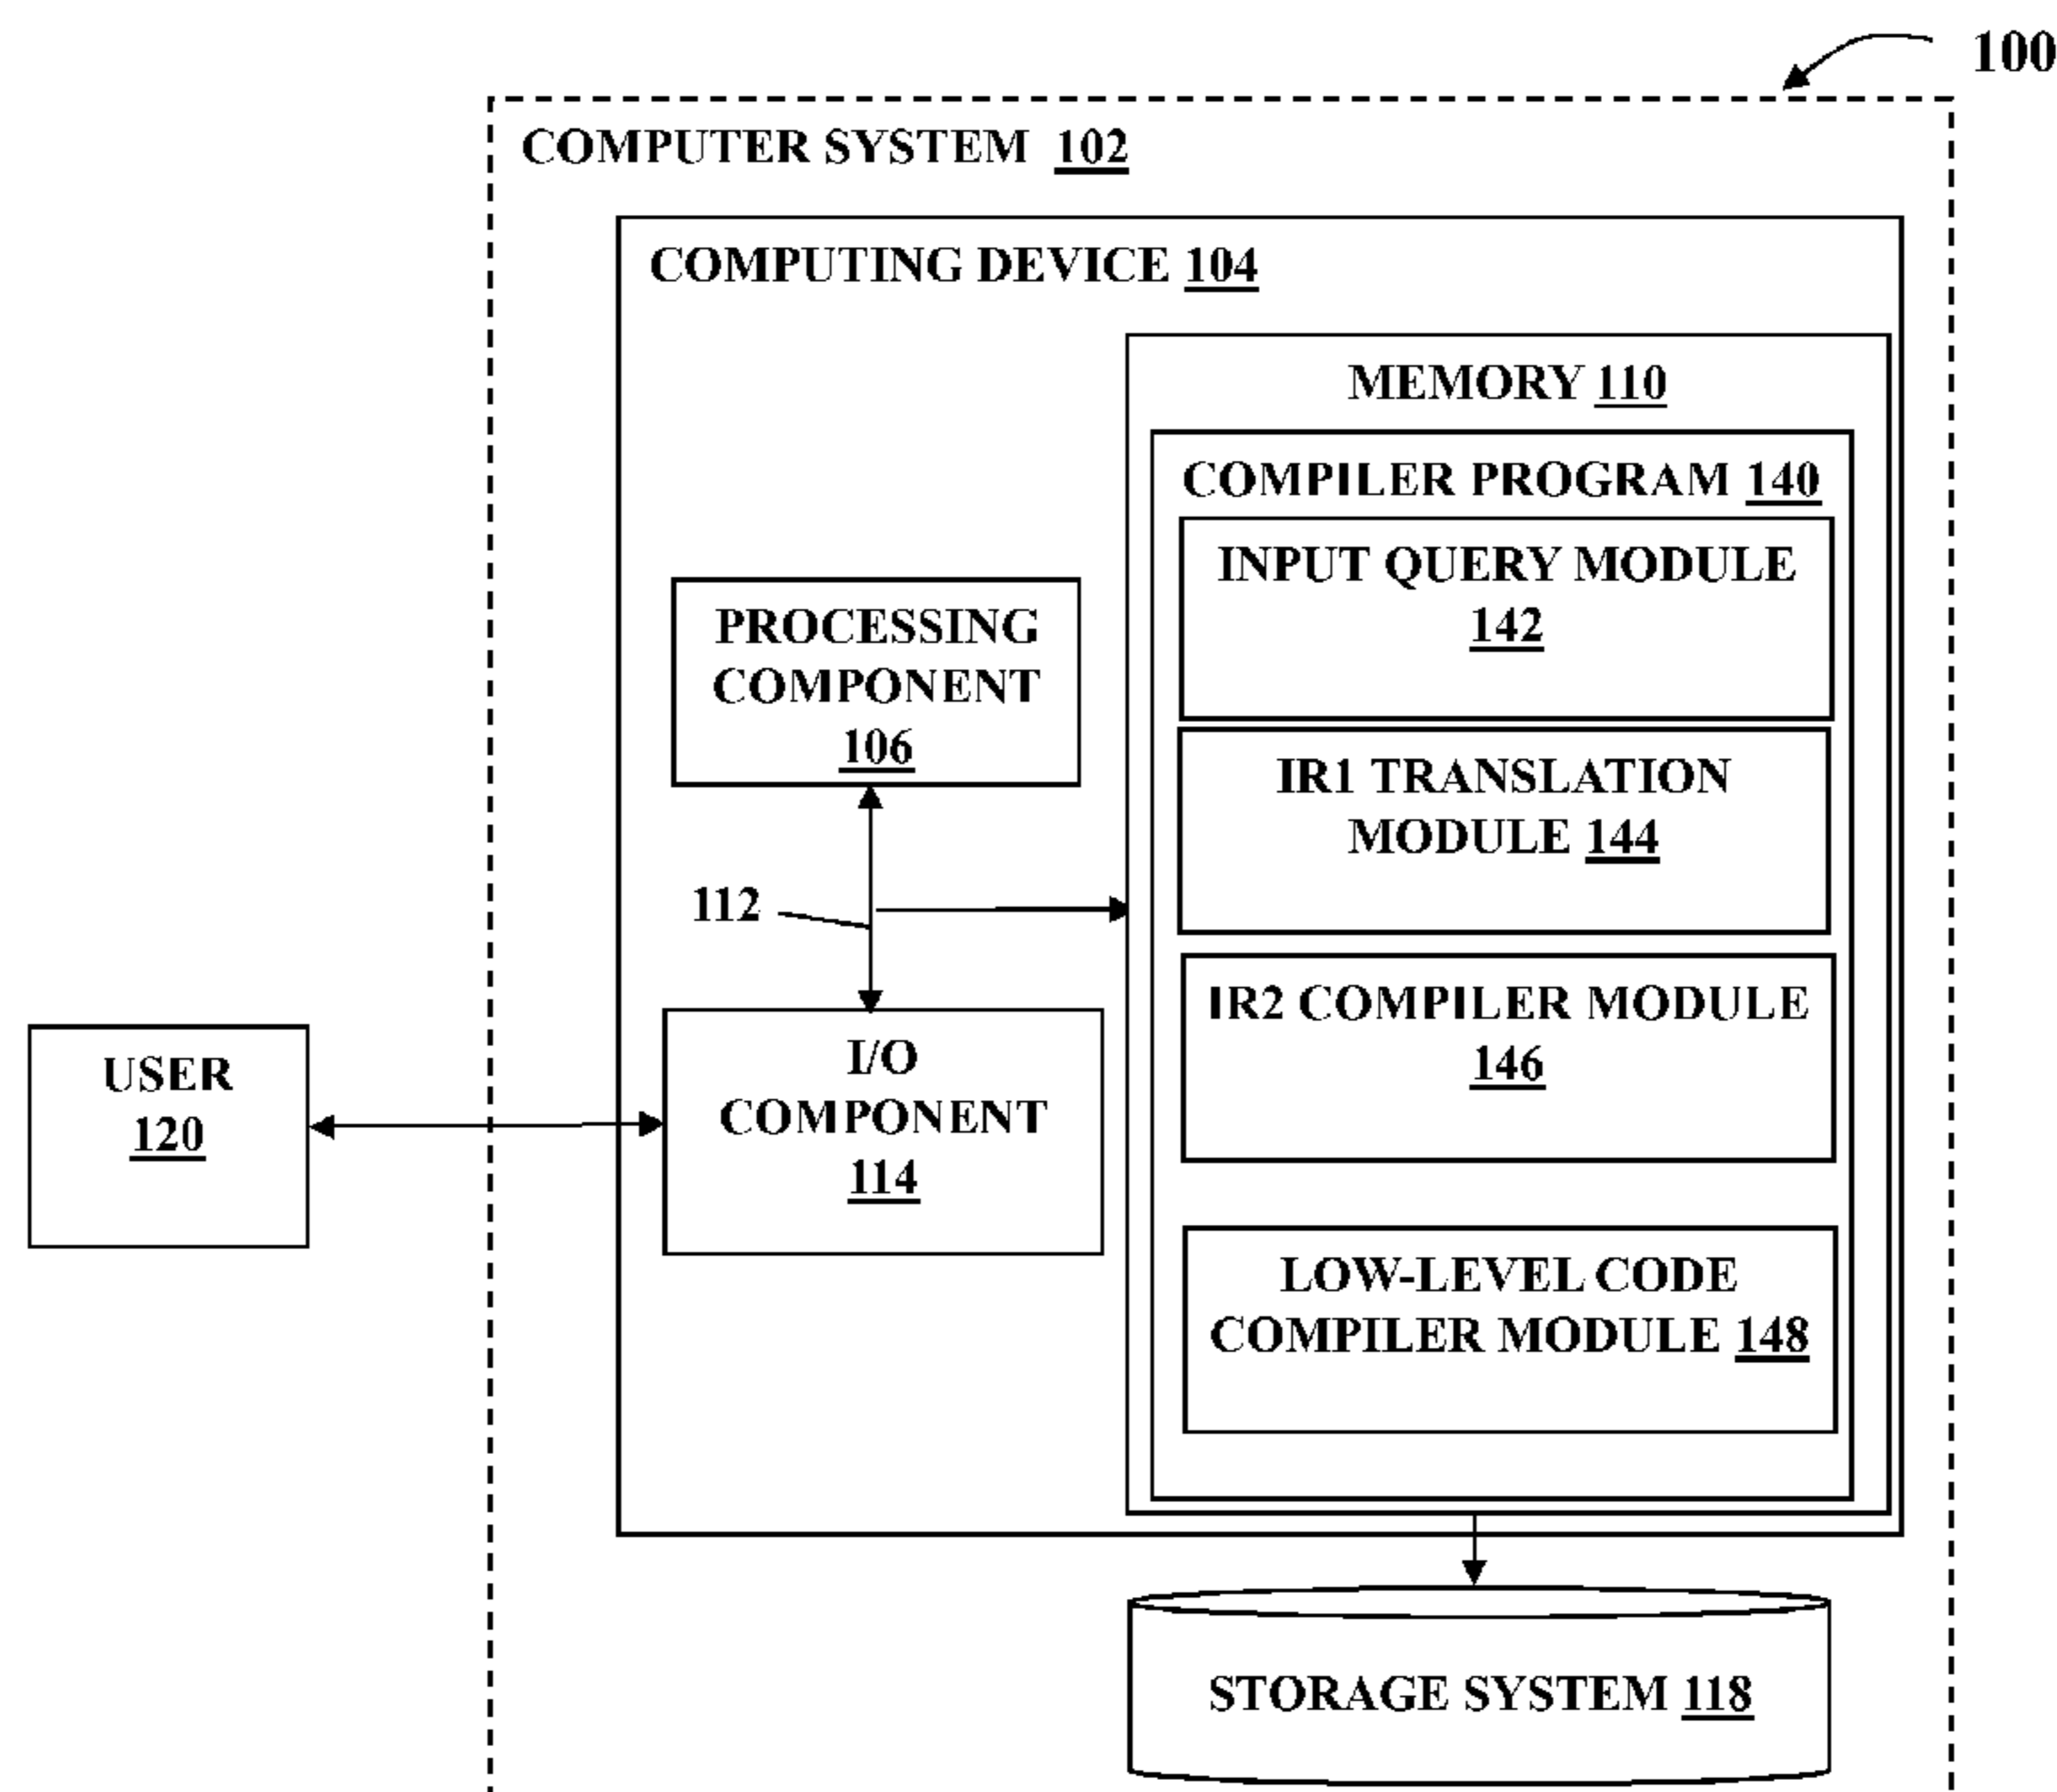 100
COMPUTER SYSTEM 102
COMPUTING DEVICE 104
MEMORY 110
COMPILER PROGRAM 140
INPUT QUERY MODULE
142
PROCESSING
COMPONENT
106
IR1 TRANSLATION
MODULE 144
112
IR2 COMPILER MODULE
146
USER
120
I/O
COMPONENT
114
LOW-LEVEL CODE
COMPILER MODULE 148
STORAGE SYSTEM 118